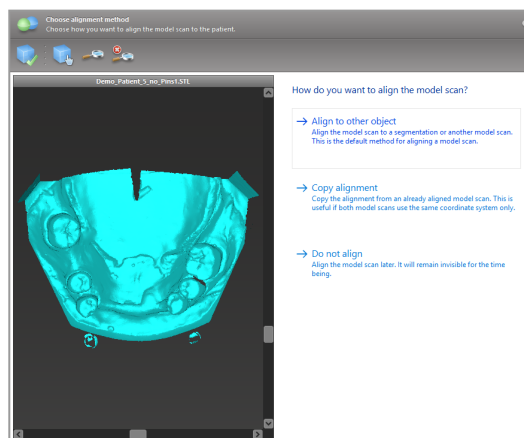 Choose alignment method
Choose how you want to align the model scan to the patient.
Demo_Patient_5_no_Pins1.STL
How do you want to align the model scan?
Align to other object
Align the model scan to a segmentation or another model scan.
This is the default method for aligning a model scan.
Copy alignment
Copy the alignment from an already aligned model scan. This is
useful if both model scans use the same coordinate system only.
Do not align
Align the model scan later. It will remain invisible for the time
being.